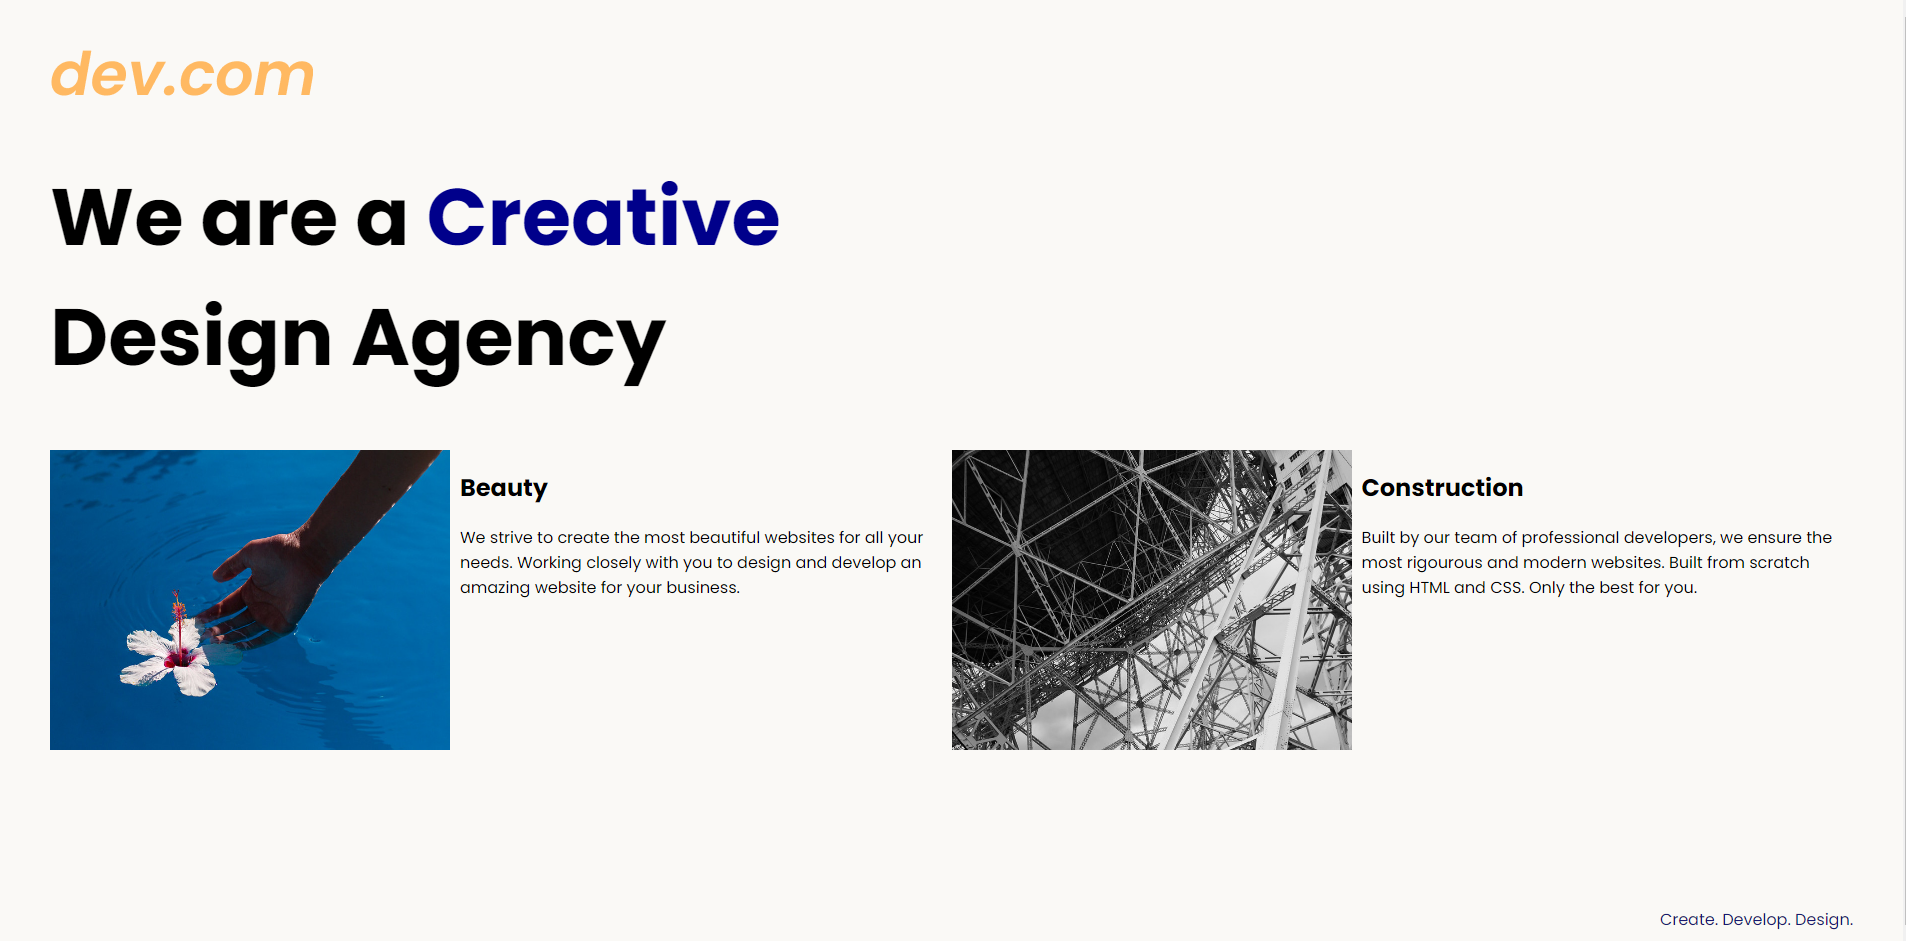 dev.com
We are a Creative
Design Agency
Beauty
We strive to create the most beautiful websites for all your
needs. Working closely with you to design and develop an
amazing website for your business.
Construction
Built by our team of professional developers, we ensure the
most rigourous and modern websites. Built from scratch
using HTML and CSS. Only the best for you.
Create. Develop. Design.